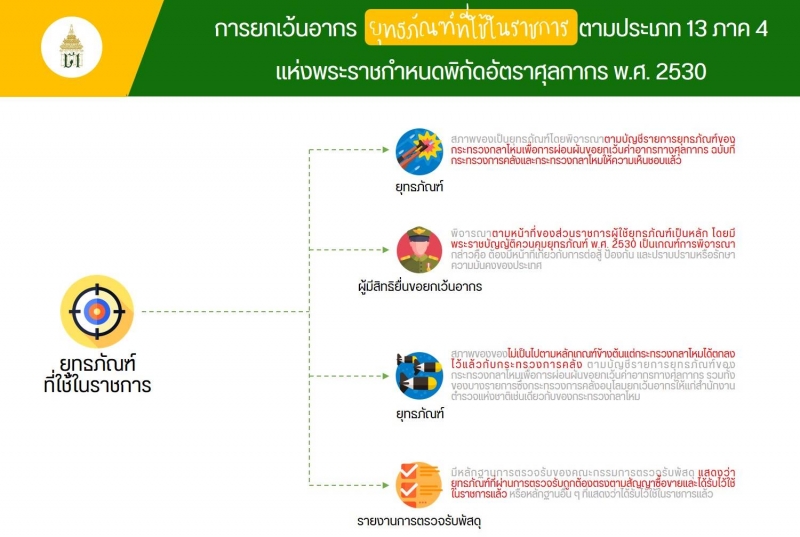 การยกเว้นอากร ยุทธภัณฑ์ที่ใช้ในราชการ ตามประเภท 13 ภาค 4
แห่งพระราชกำหนดพิกัดอัตราศุลกากร พ.ศ. 2530
ยุทธภัณฑ์
ที่ใช้ในราชการ
สภาพของเป็นยุทธภัณฑ์โดยพิจารณาตามบัญชีรายการยุทธภัณฑ์ของ
กระทรวงกลาโหมเพื่อการผ่อนผันขอยกเว้นค่าอากรทางศุลกากร ฉบับที่
กระทรวงการคลังและกระทรวงกลาโหมให้ความเห็นชอบแล้ว
ยุทธภัณฑ์
พิจารณาตามหน้าที่ของส่วนราชการผู้ใช้ยุทธภัณฑ์เป็นหลัก โดยมี
พระราชบัญญัติควบคุมยุทธภัณฑ์ พ.ศ. 2530 เป็นเกณฑ์การพิจารณา
กล่าวคือ ต้องมีหน้าที่เกี่ยวกับการต่อสู้ ป้องกัน และปราบปรามหรือรักษา
ความมั่นคงของประเทศ
ผู้มีสิทธิยื่นขอยกเว้นอากร
สภาพของของไม่เป็นไปตามหลักเกณฑ์ข้างต้นแต่กระทรวงกลาโหมได้ตกลง
ไว้แล้วกับกระทรวงการคลัง ตามบัญชีรายการยุทธภัณฑ์ของ
กระทรวงกลาโหมเพื่อการผ่อนผันขอยกเว้นค่าอากรทางศุลกากร รวมทั้ง
ของบางรายการซึ่งกระทรวงการคลังอนุโลมยกเว้นอากรให้แก่สำนักงาน
ตำรวจแห่งชาติเช่นเดียวกับของกระทรวงกลาโหม
ยุทธภัณฑ์
มีหลักฐานการตรวจรับของคณะกรรมการตรวจรับพัสดุ แสดงว่า
ยุทธภัณฑ์ที่ผ่านการตรวจรับถูกต้องตรงตามสัญญาซื้อขายและได้รับไว้ใช้
ในราชการแล้ว หรือหลักฐานอื่น ๆ ที่แสดงว่าได้รับไว้ใช้ในราชการแล้ว
รายงานการตรวจรับพัสดุ